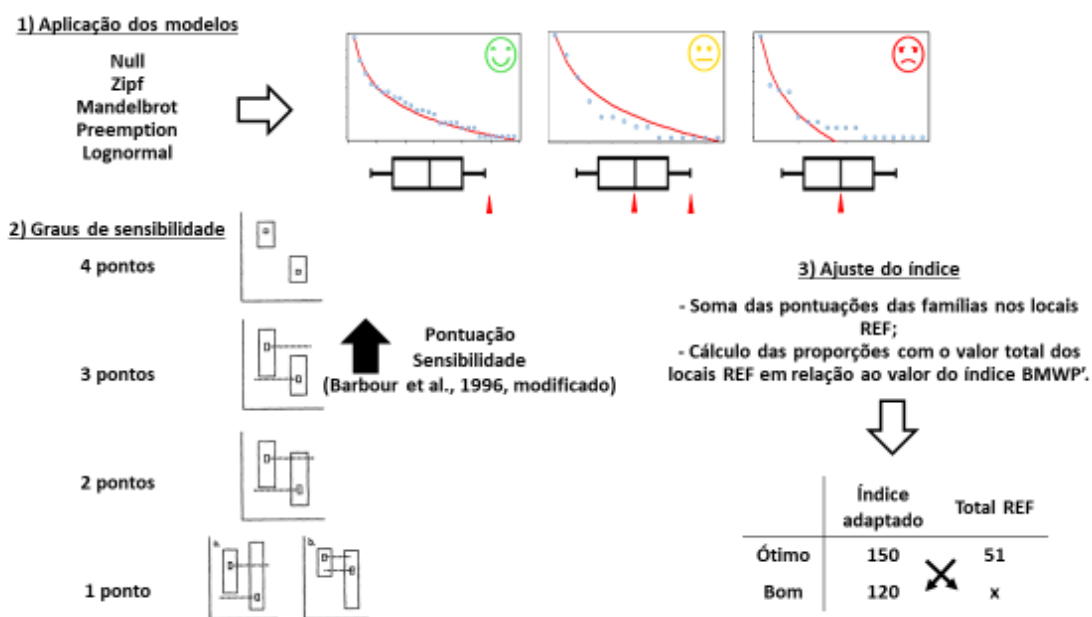 1) Aplicação dos modelos
Null
Zipf
Mandelbrot
Preemption
Lognormal
2) Graus de sensibilidade
4 pontos
3 pontos
2 pontos
a.
b.
1 ponto
Pontuação
Sensibilidade
(Barbour et al., 1996, modificado)
3) Ajuste do índice
- Soma das pontuações das famílias nos locais
REF;
- Cálculo das proporções com o valor total dos
locais REF em relação ao valor do índice BMWP'.
Índice
adaptado
Total REF
Ótimo 150 51
Bom 120 x